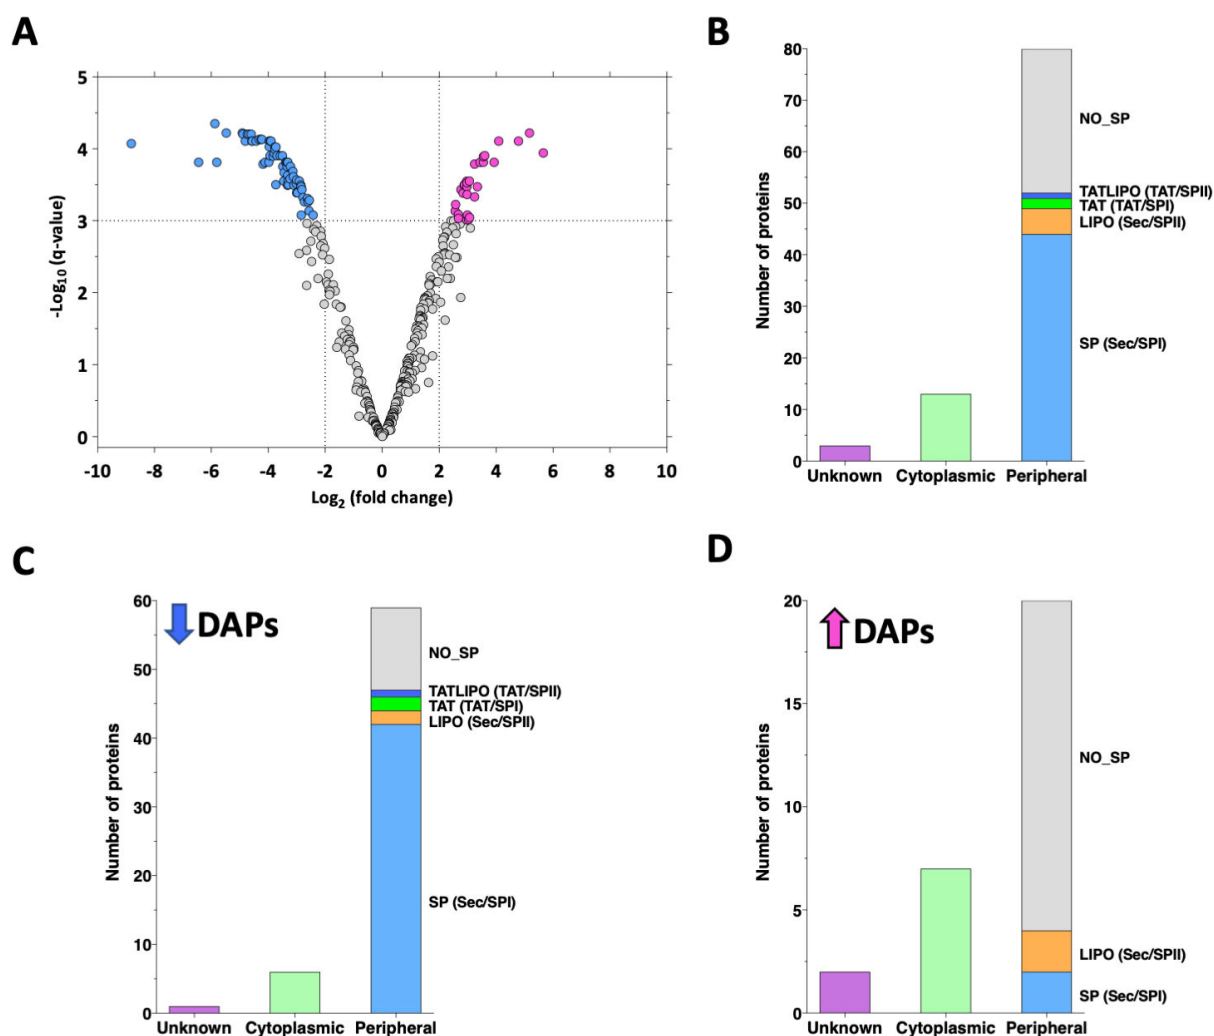 A
5
4
3
2
1
0
-Log10 (q-value)
-10 -8 -6 -4 -2 0 2 4 6 8 10
Log2 (fold change)
B
80
70
60
50
40
30
20
10
0
Number of proteins
NO_SP
TATLIPO (TAT/SPII)
TAT (TAT/SPI)
LIPO (Sec/SPII)
SP (Sec/SPI)
Unknown Cytoplasmic Peripheral
C
DAPs
60
50
40
30
20
10
0
Number of proteins
NO_SP
TATLIPO (TAT/SPII)
TAT (TAT/SPI)
LIPO (Sec/SPII)
SP (Sec/SPI)
Unknown Cytoplasmic Peripheral
D
DAPs
20
15
10
5
0
Number of proteins
NO_SP
LIPO (Sec/SPII)
SP (Sec/SPI)
Unknown Cytoplasmic Peripheral